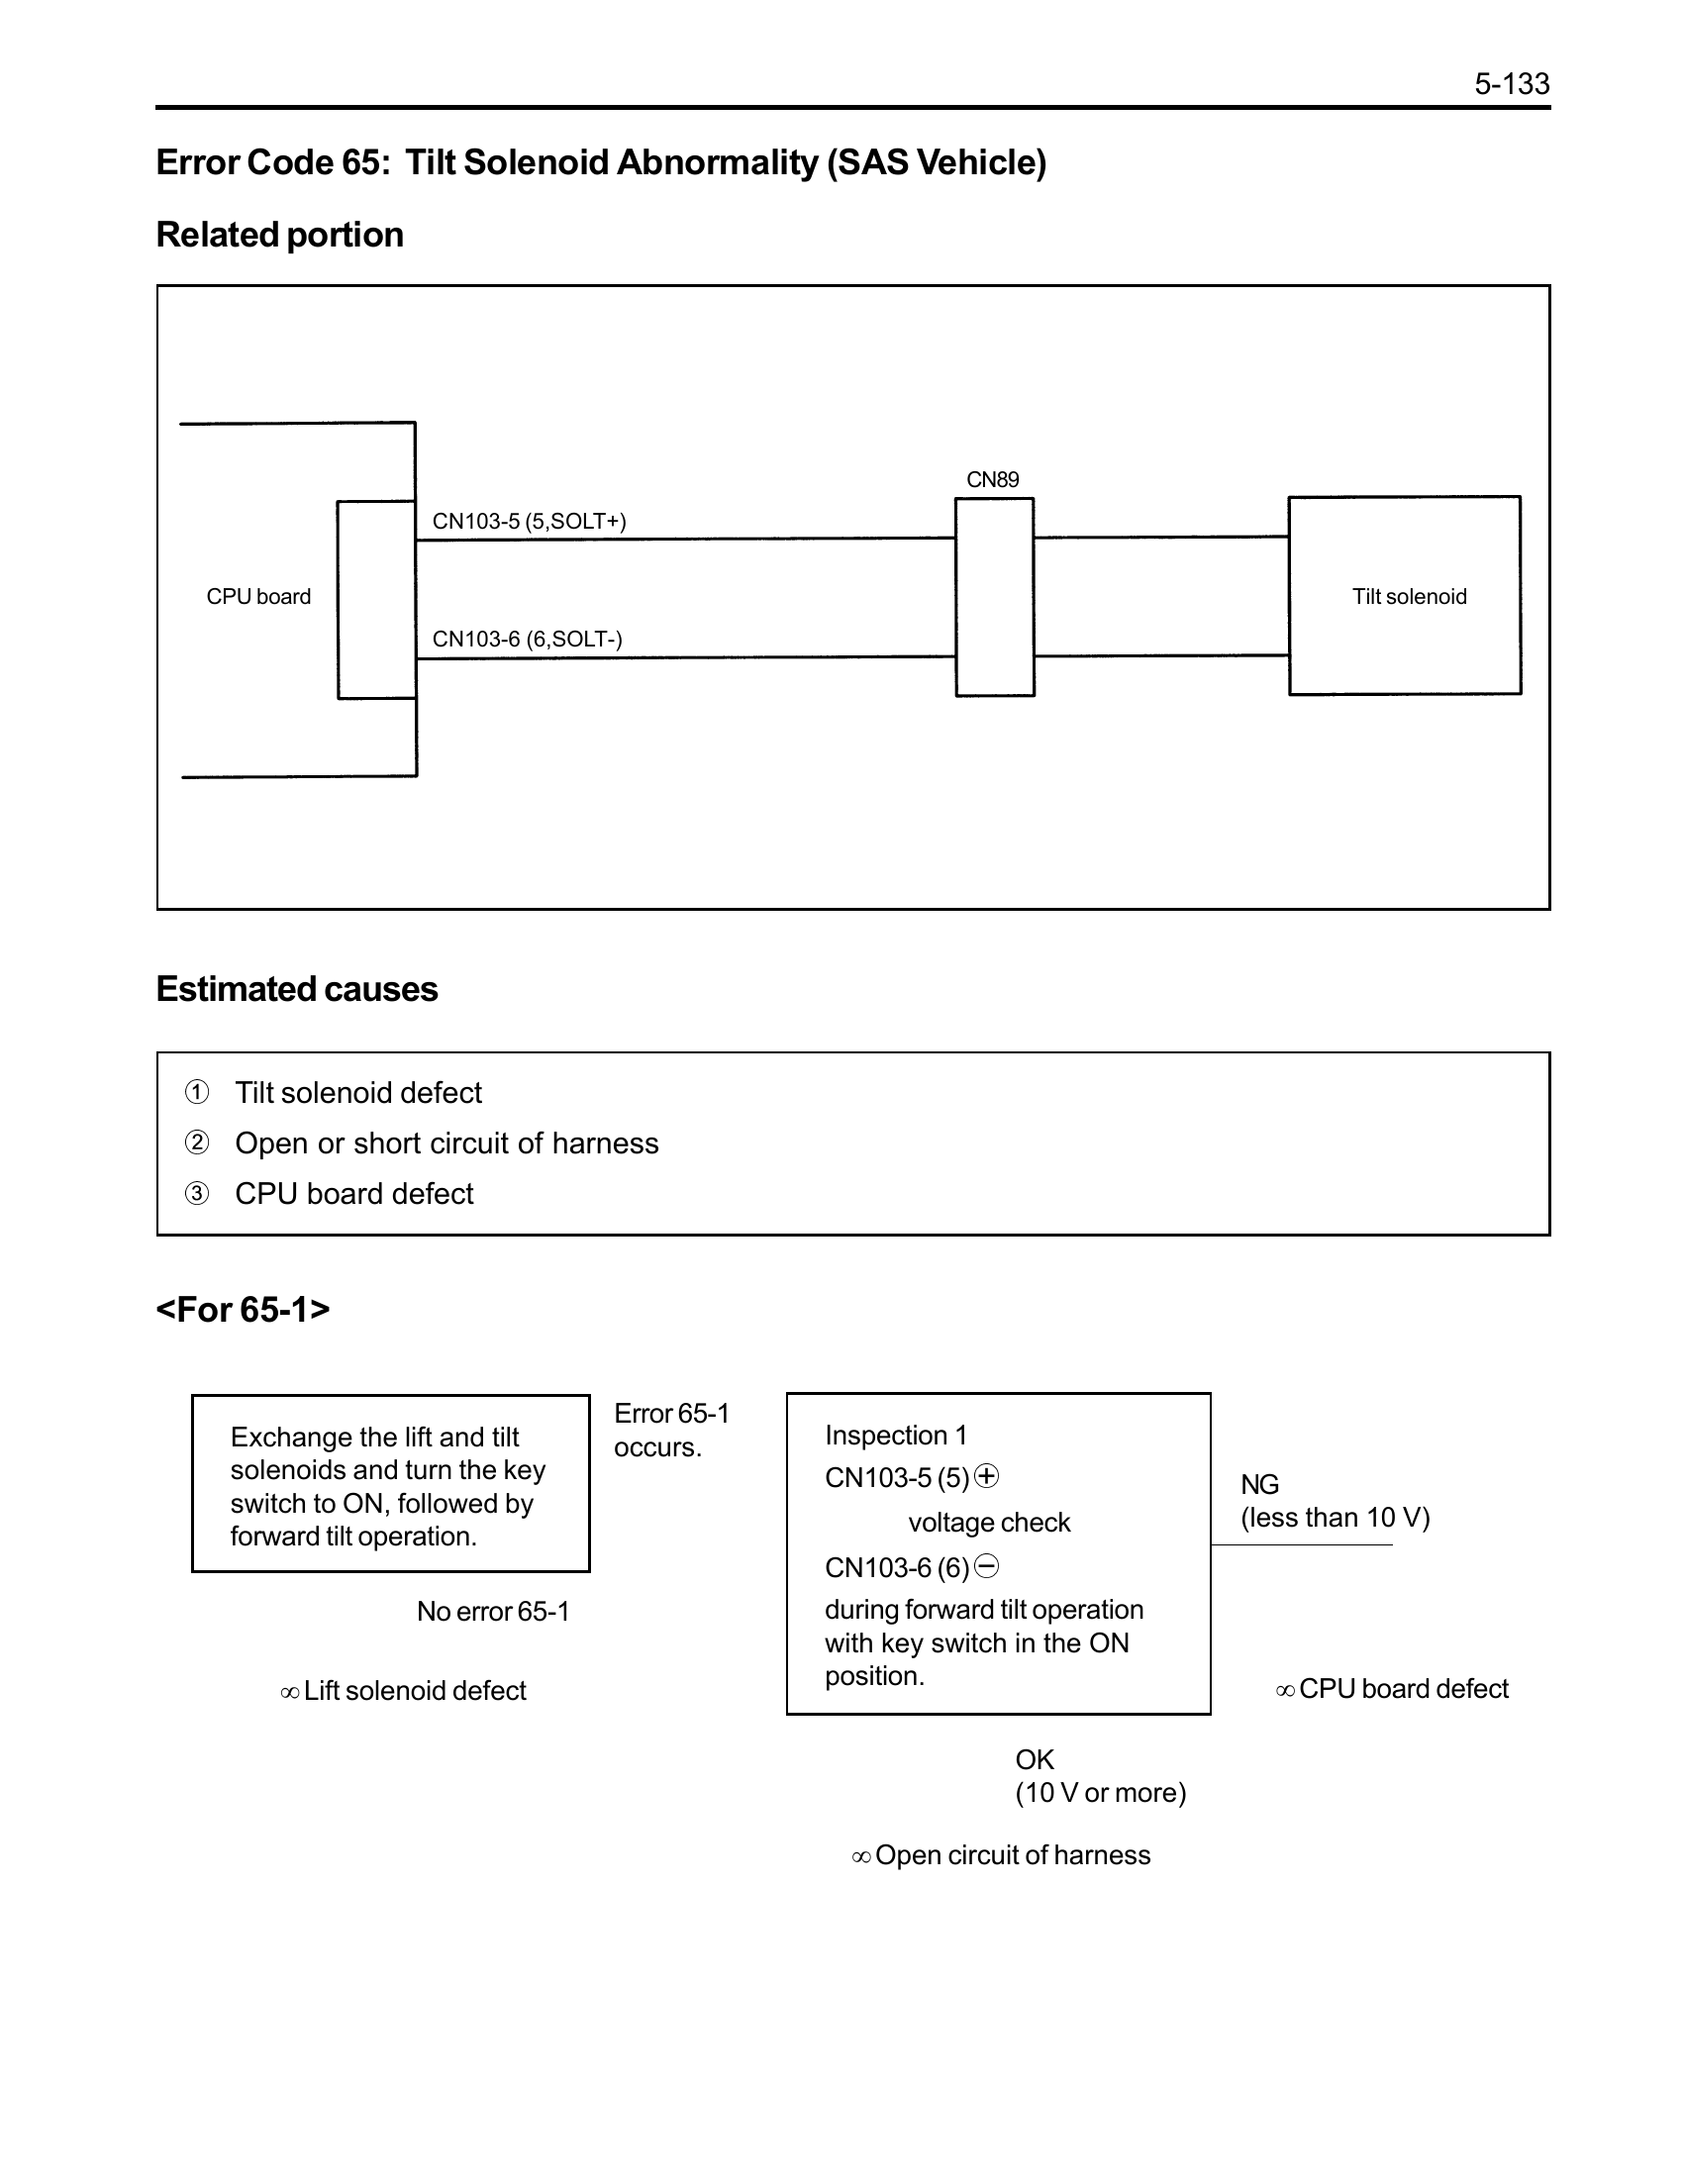 5-133
Error Code 65: Tilt Solenoid Abnormality (SAS Vehicle)
Related portion
CN89
CN103-5 (5,SOLT+)
CPU board
Tilt solenoid
CN103-6 (6,SOLT-)
Estimated causes
① Tilt solenoid defect
② Open or short circuit of harness
③ CPU board defect
<For 65-1>
Exchange the lift and tilt
solenoids and turn the key
switch to ON, followed by
forward tilt operation.
Error 65-1
occurs.
No error 65-1
∞ Lift solenoid defect
Inspection 1
CN103-5 (5) ⊕
voltage check
CN103-6 (6) ⊖
during forward tilt operation
with key switch in the ON
position.
NG
(less than 10 V)
∞ CPU board defect
OK
(10 V or more)
∞ Open circuit of harness